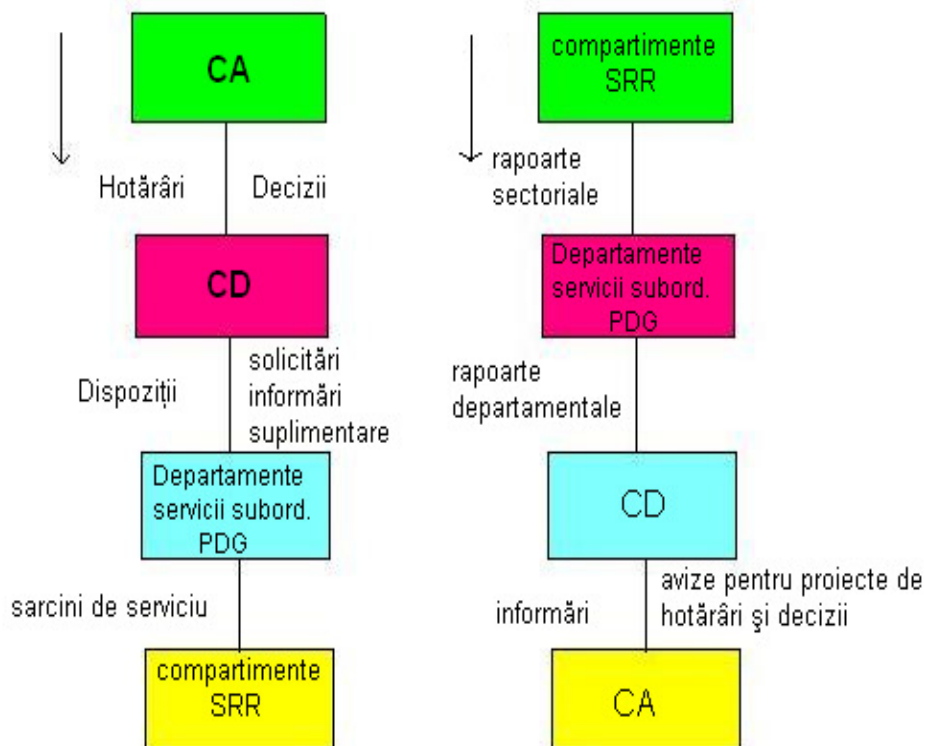 CA
Hotărâri
Decizii
CD
Dispoziții
solicitări
informări
suplimentare
Departamente
servicii subord.
PDG
sarcini de serviciu
compartimente
SRR
compartimente
SRR
rapoarte
sectoriale
Departamente
servicii subord.
PDG
rapoarte
departamentale
CD
informări
avize pentru proiecte de
hotărâri şi decizii
CA